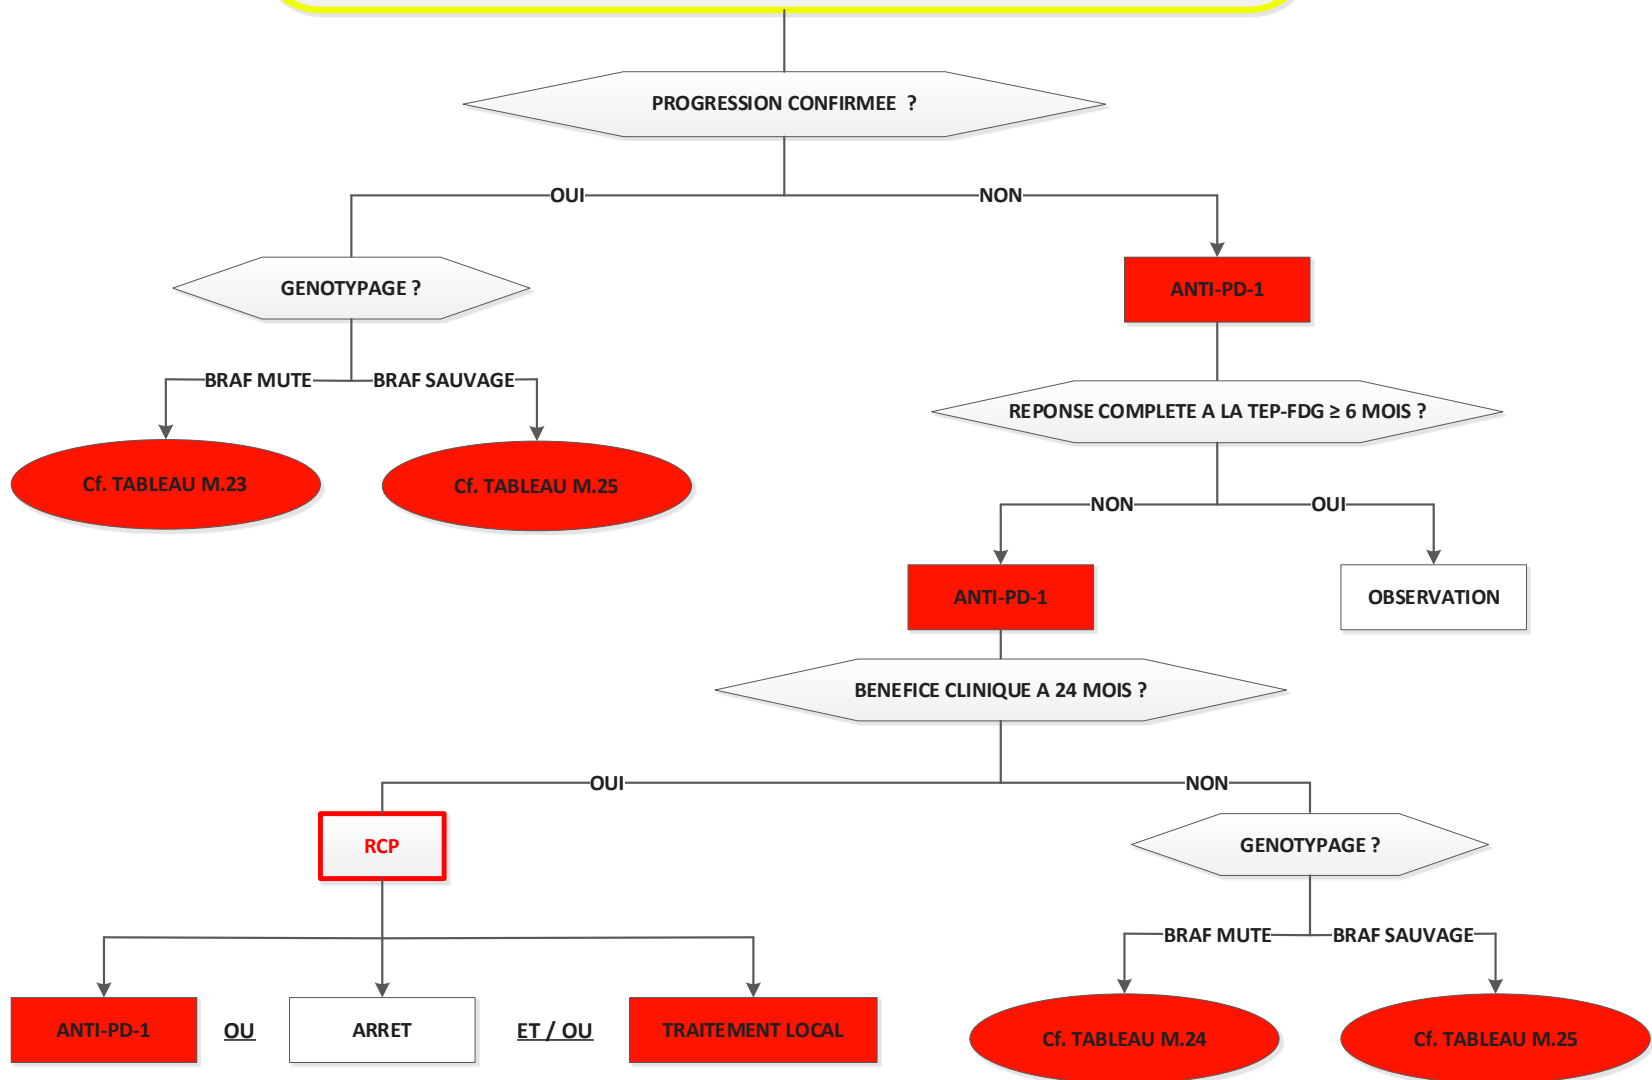 PROGRESSION CONFIRMEE ?
OUI
NON
GENOTYPAGE ?
ANTI-PD-1
BRAF MUTE
BRAF SAUVAGE
REPONSE COMPLETE A LA TEP-FDG ≥ 6 MOIS ?
Cf. TABLEAU M.23
Cf. TABLEAU M.25
NON
OUI
ANTI-PD-1
OBSERVATION
BENEFICE CLINIQUE A 24 MOIS ?
OUI
NON
RCP
GENOTYPAGE ?
BRAF MUTE
BRAF SAUVAGE
ANTI-PD-1
OU
ARRET
ET / OU
TRAITEMENT LOCAL
Cf. TABLEAU M.24
Cf. TABLEAU M.25